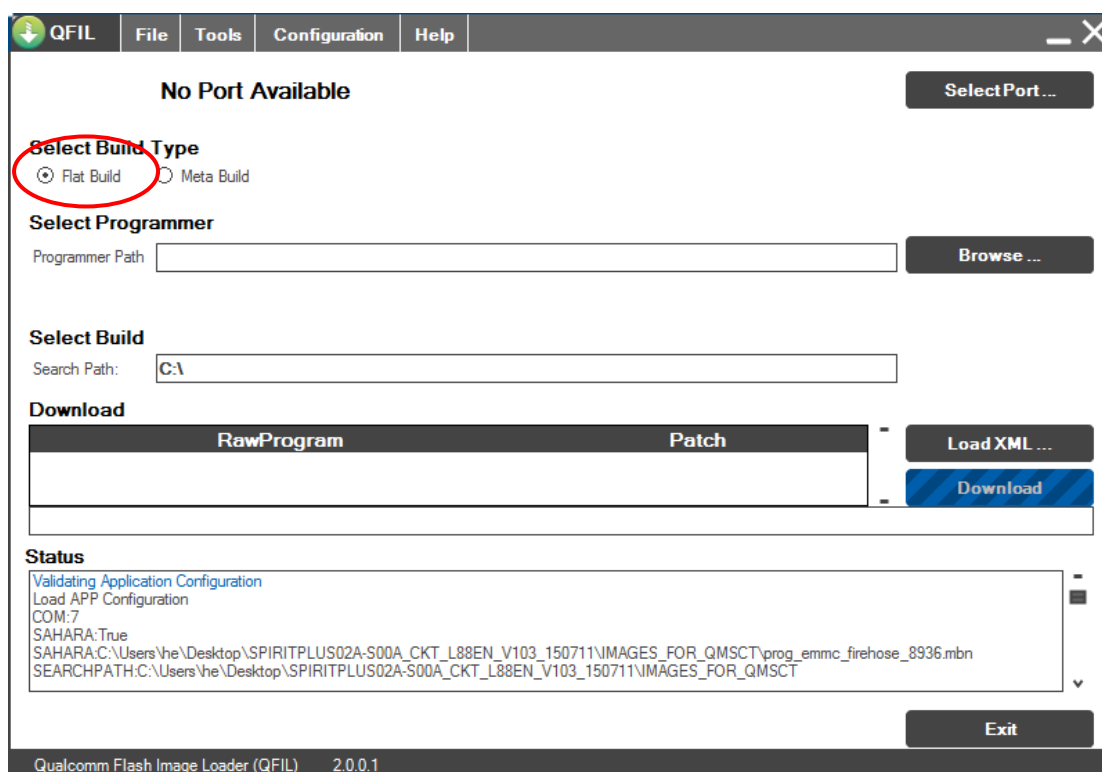 QFIL File Tools Configuration Help
No Port Available
Select Port ...
Select Build Type
Flat Build Meta Build
Select Programmer
Programmer Path
Browse ...
Select Build
Search Path: C:\
Download
RawProgram Patch
Load XML ...
Download
Status
Validating Application Configuration
Load APP Configuration
COM:7
SAHARA:True
SAHARA:C:\Users\he\Desktop\SPIRITPLUS02A-S00A_CKT_L88EN_V103_150711\IMAGES_FOR_QMSCT\prog_emmc_firehose_8936.mbn
SEARCHPATH:C:\Users\he\Desktop\SPIRITPLUS02A-S00A_CKT_L88EN_V103_150711\IMAGES_FOR_QMSCT
Exit
Qualcomm Flash Image Loader (QFIL) 2.0.0.1